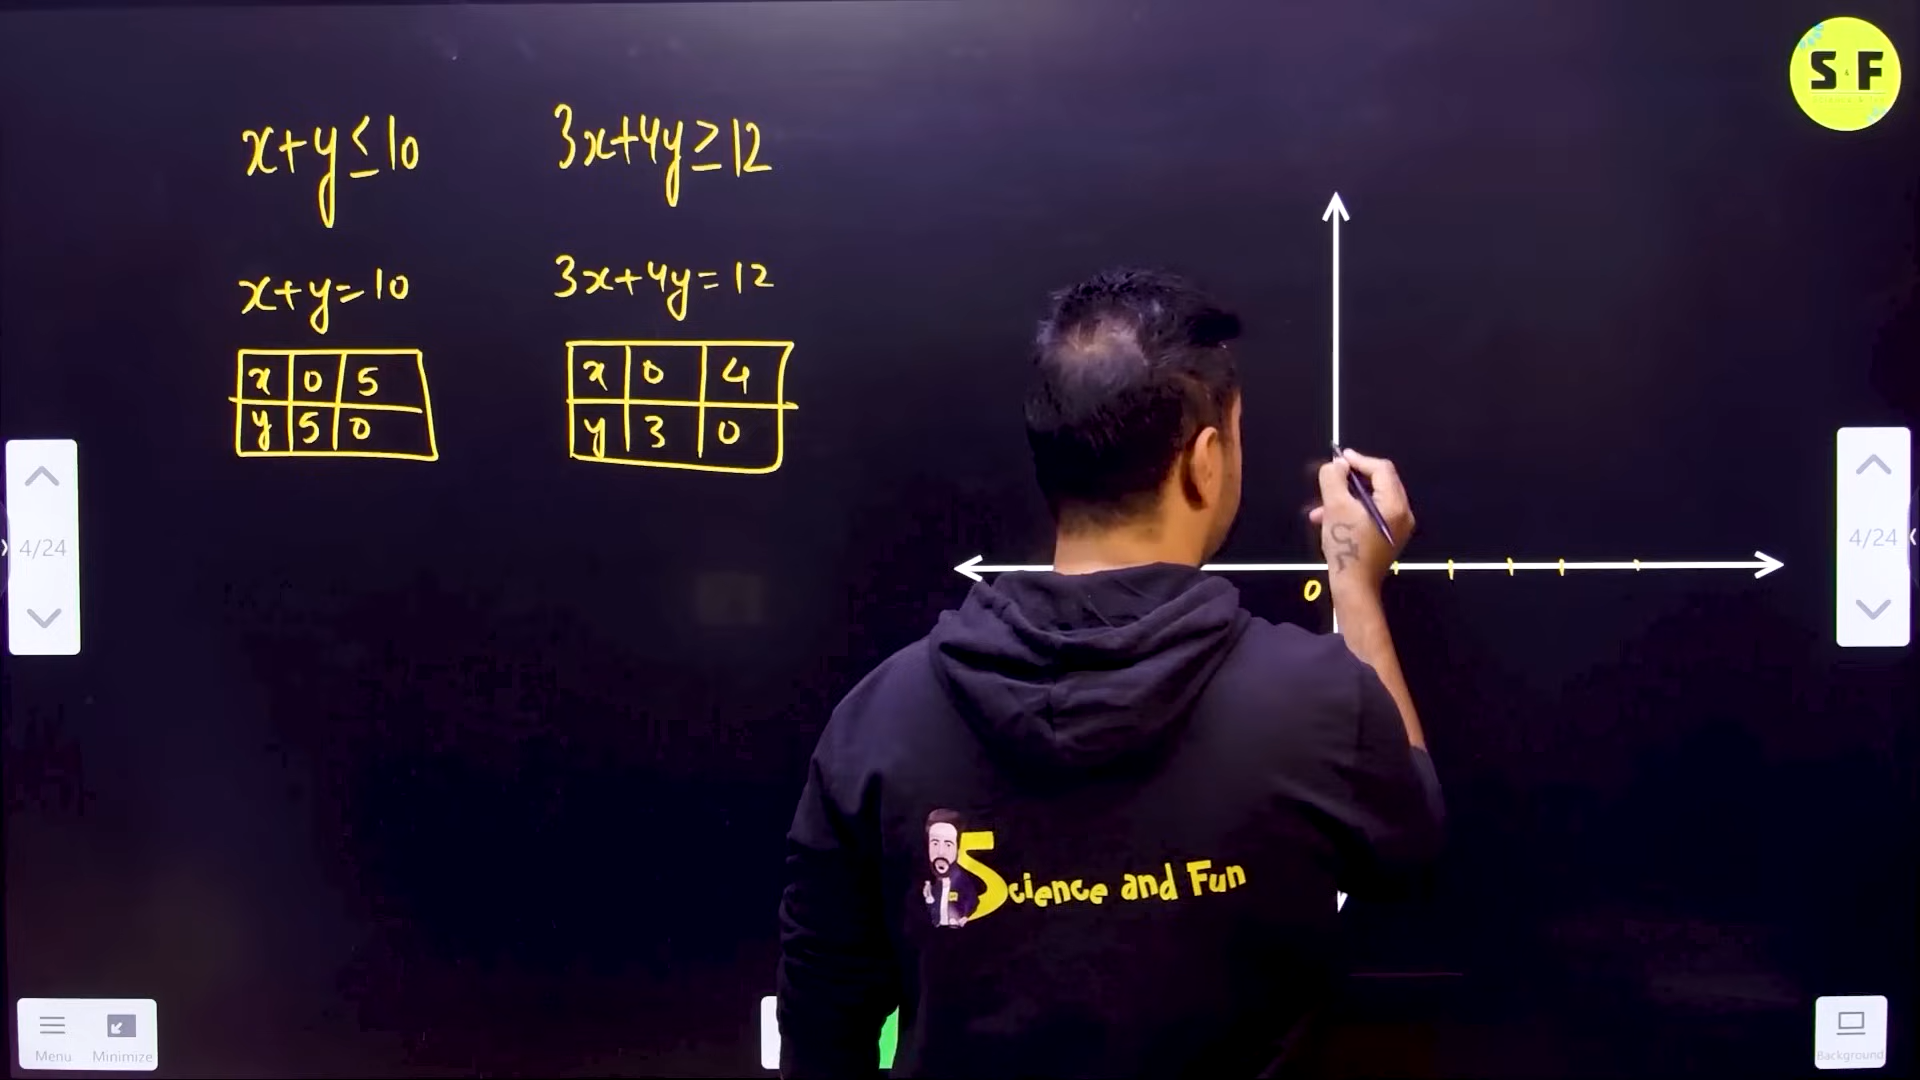 x+y≤10
3x+4y≥12
x+y=10
3x+4y=12
x 0 5
y 5 0
x 0 4
y 3 0
S&F
0
4/24
4/24
Science and Fun
Menu
Minimize
Background